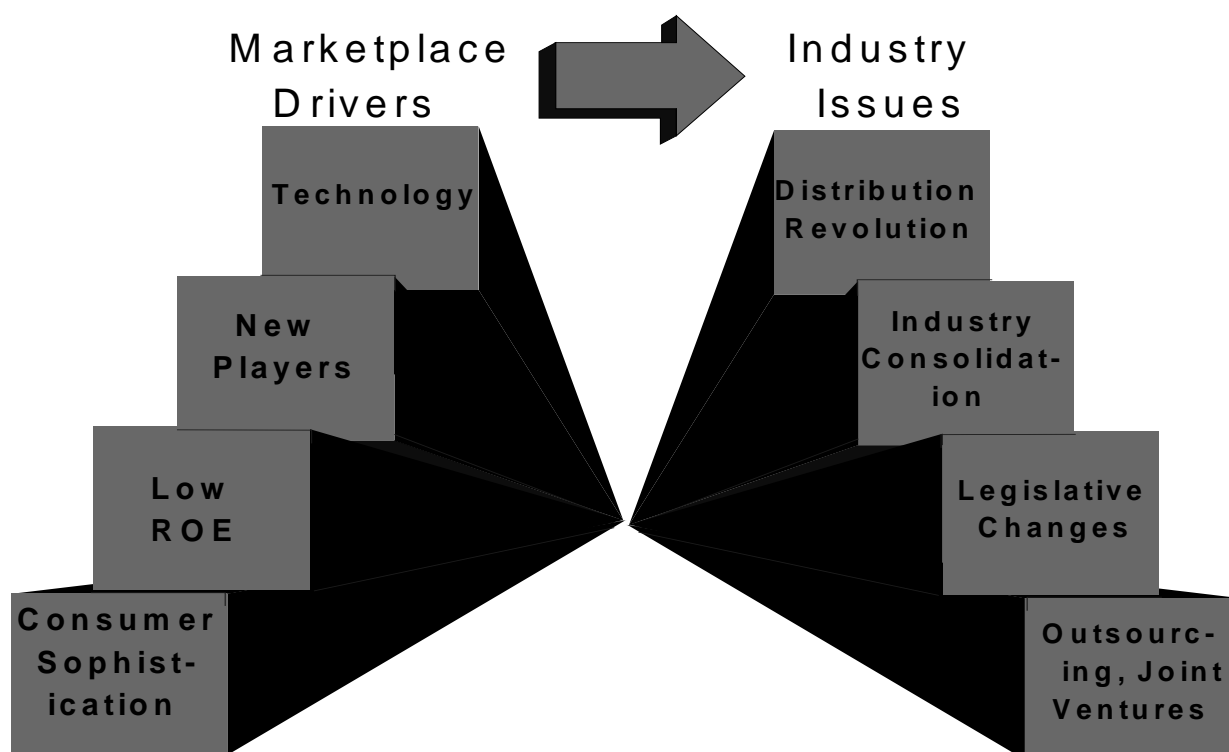 Marketplace
Drivers
Industry
Issues
Technology
New
Players
Low
ROE
Consumer
Sophist-
ication
Distribution
Revolution
Industry
Consolidat-
ion
Legislative
Changes
Outsourc-
ing, Joint
Ventures